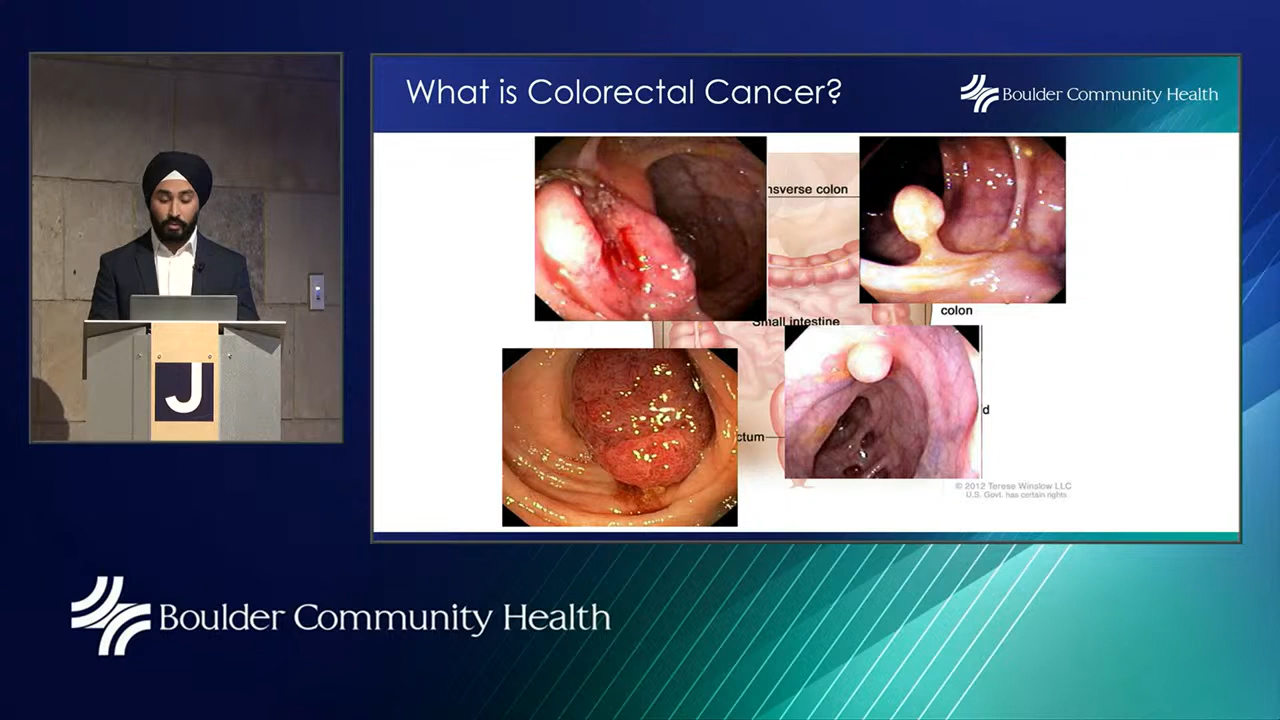 What is Colorectal Cancer?
Boulder Community Health
nsverse colon
colon
Small intestine
d
ctum
© 2012 Terese Winslow LLC
U.S. Govt. has certain rights
J
Boulder Community Health